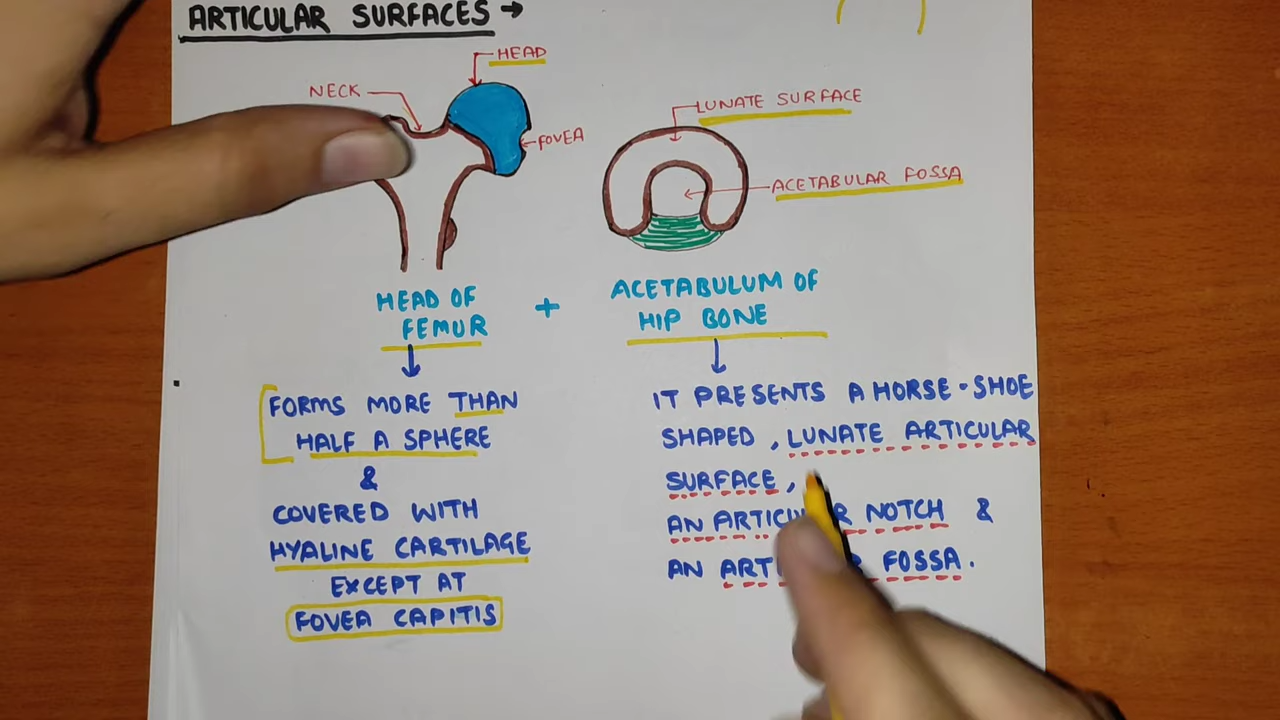 ARTICULAR SURFACES →
HEAD
NECK
FOVEA
LUNATE SURFACE
ACETABULAR FOSSA
HEAD OF
FEMUR
+
ACETABULUM OF
HIP BONE
FORMS MORE THAN
HALF A SPHERE
&
COVERED WITH
HYALINE CARTILAGE
EXCEPT AT
FOVEA CAPITIS
IT PRESENTS A HORSE-SHOE
SHAPED, LUNATE ARTICULAR
SURFACE,
AN NOTCH &
AN FOSSA.